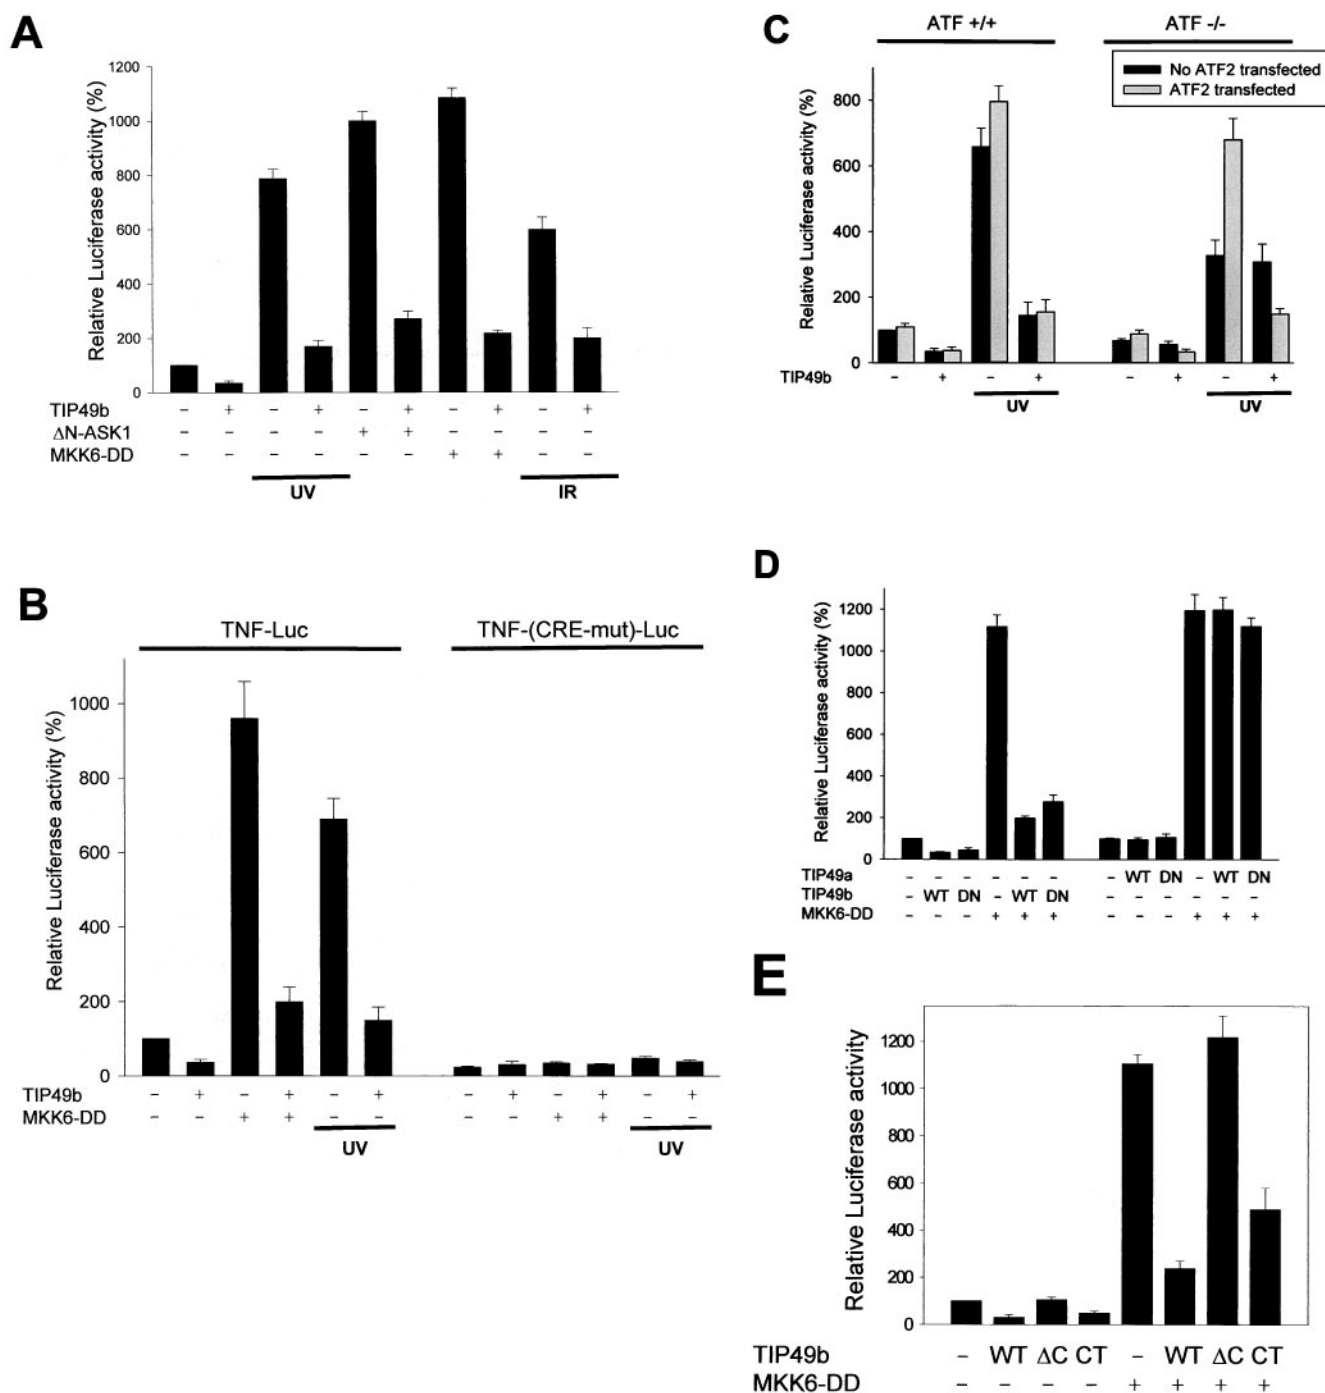 A
Relative Luciferase activity (%)
1200
1000
800
600
400
200
0
TIP49b - + - + - + - + - +
ΔN-ASK1 - - - - + + - - - -
MKK6-DD - - - - - - + + - -
UV IR
B
TNF-Luc TNF-(CRE-mut)-Luc
Relative Luciferase activity (%)
1000
800
600
400
200
0
TIP49b - + - + - + - + - + - +
MKK6-DD - - + + - - - - + + - -
UV UV
C
ATF +/+ ATF -/-
No ATF2 transfected
ATF2 transfected
Relative Luciferase activity (%)
800
600
400
200
0
TIP49b - + - + - + - +
UV UV
D
Relative Luciferase activity (%)
1200
1000
800
600
400
200
0
TIP49a - - - - - - - WT DN - WT DN
TIP49b - WT DN - WT DN - - - - - -
MKK6-DD - - - + + + - - - + + +
E
Relative Luciferase activity
1200
1000
800
600
400
200
0
TIP49b - WT ΔC CT - WT ΔC CT
MKK6-DD - - - - + + + +